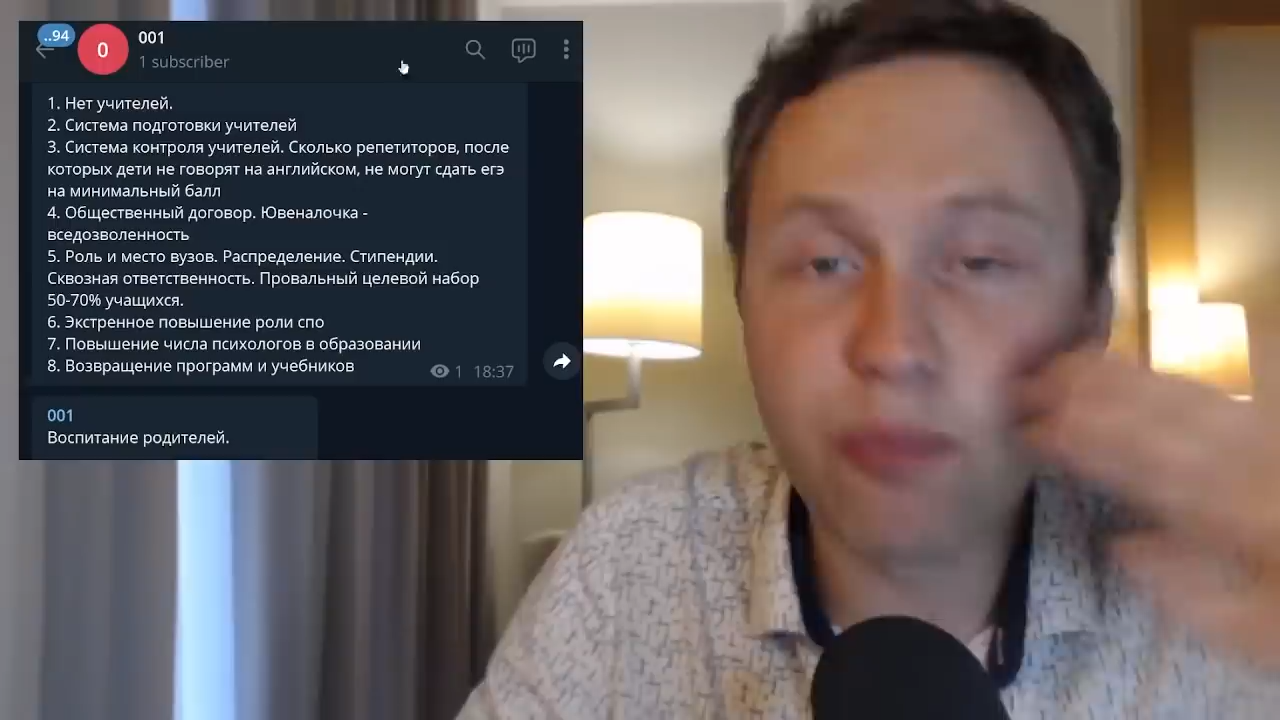 ..94
0
001
1 subscriber
1. Нет учителей.
2. Система подготовки учителей
3. Система контроля учителей. Сколько репетиторов, после
которых дети не говорят на английском, не могут сдать егэ
на минимальный балл
4. Общественный договор. Ювеналочка -
вседозволенность
5. Роль и место вузов. Распределение. Стипендии.
Сквозная ответственность. Провальный целевой набор
50-70% учащихся.
6. Экстренное повышение роли спо
7. Повышение числа психологов в образовании
8. Возвращение программ и учебников
1 18:37
001
Воспитание родителей.